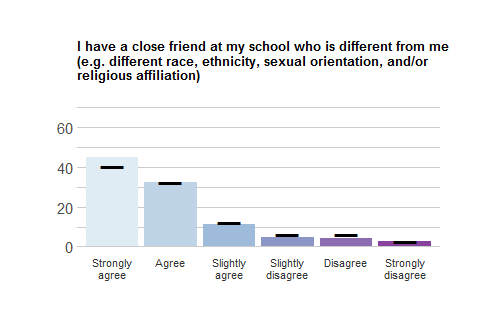 I have a close friend at my school who is different from me
(e.g. different race, ethnicity, sexual orientation, and/or
religious affiliation)
60
40
20
0
Strongly
agree
Agree
Slightly
agree
Slightly
disagree
Disagree
Strongly
disagree